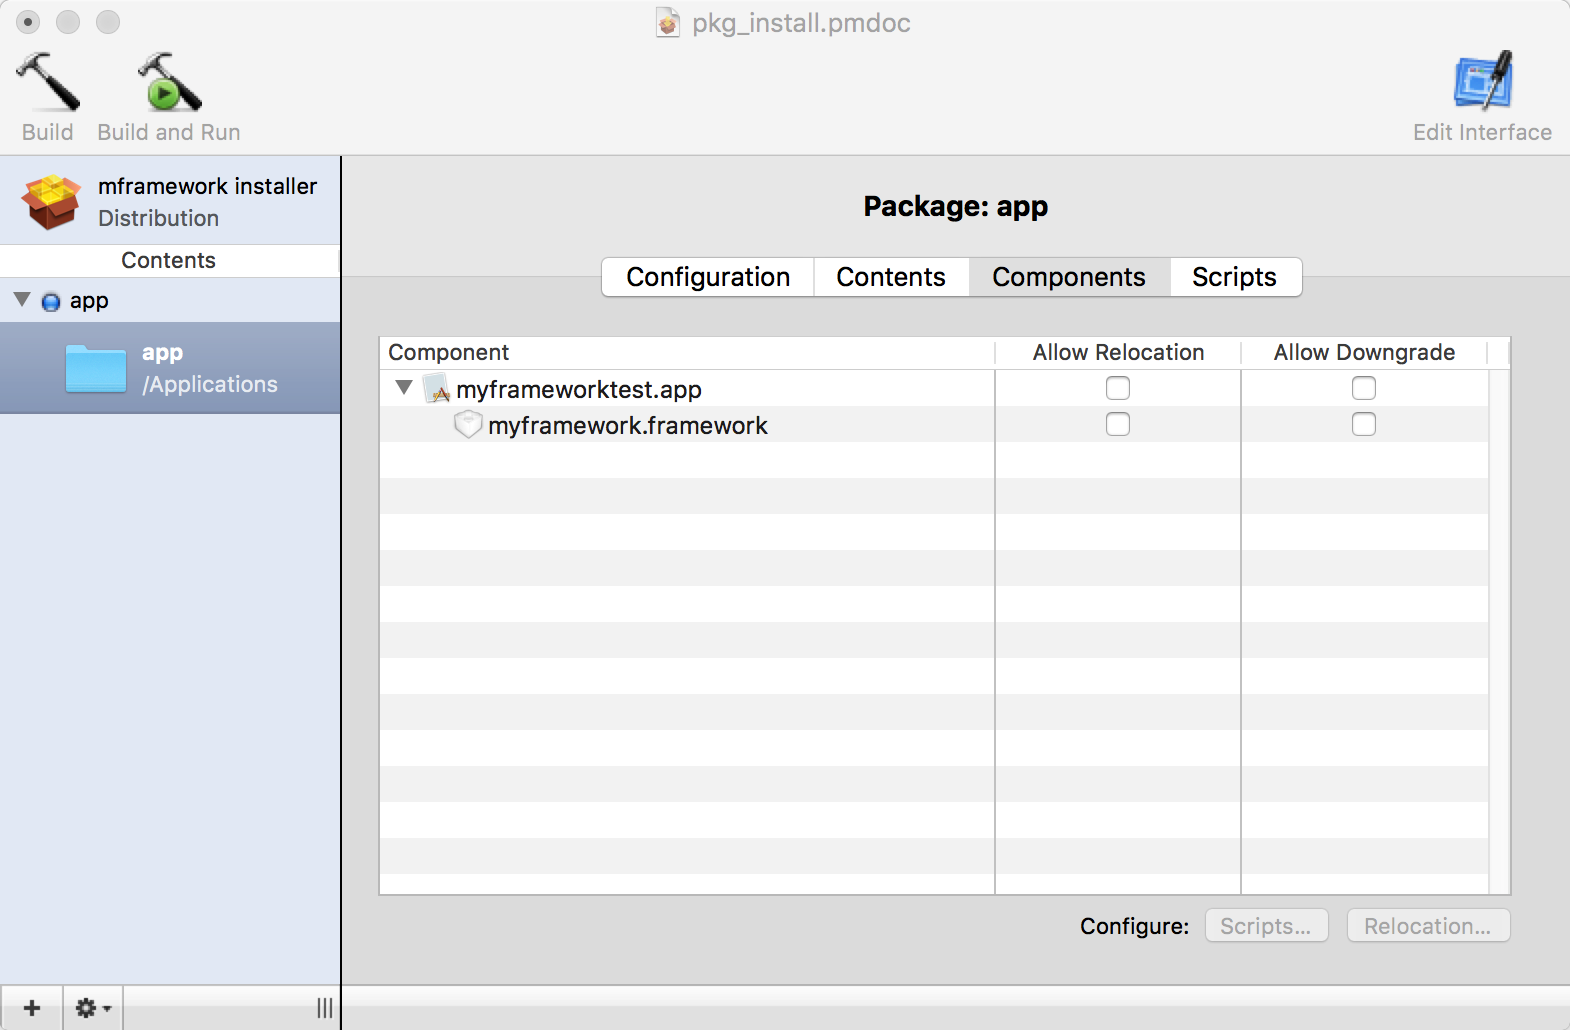 pkg_install.pmdoc
Build
Build and Run
Edit Interface
mframework installer
Distribution
Contents
app
app
/Applications
Package: app
Configuration
Contents
Components
Scripts
Component
Allow Relocation
Allow Downgrade
myframeworktest.app
myframework.framework
Configure:
Scripts...
Relocation...